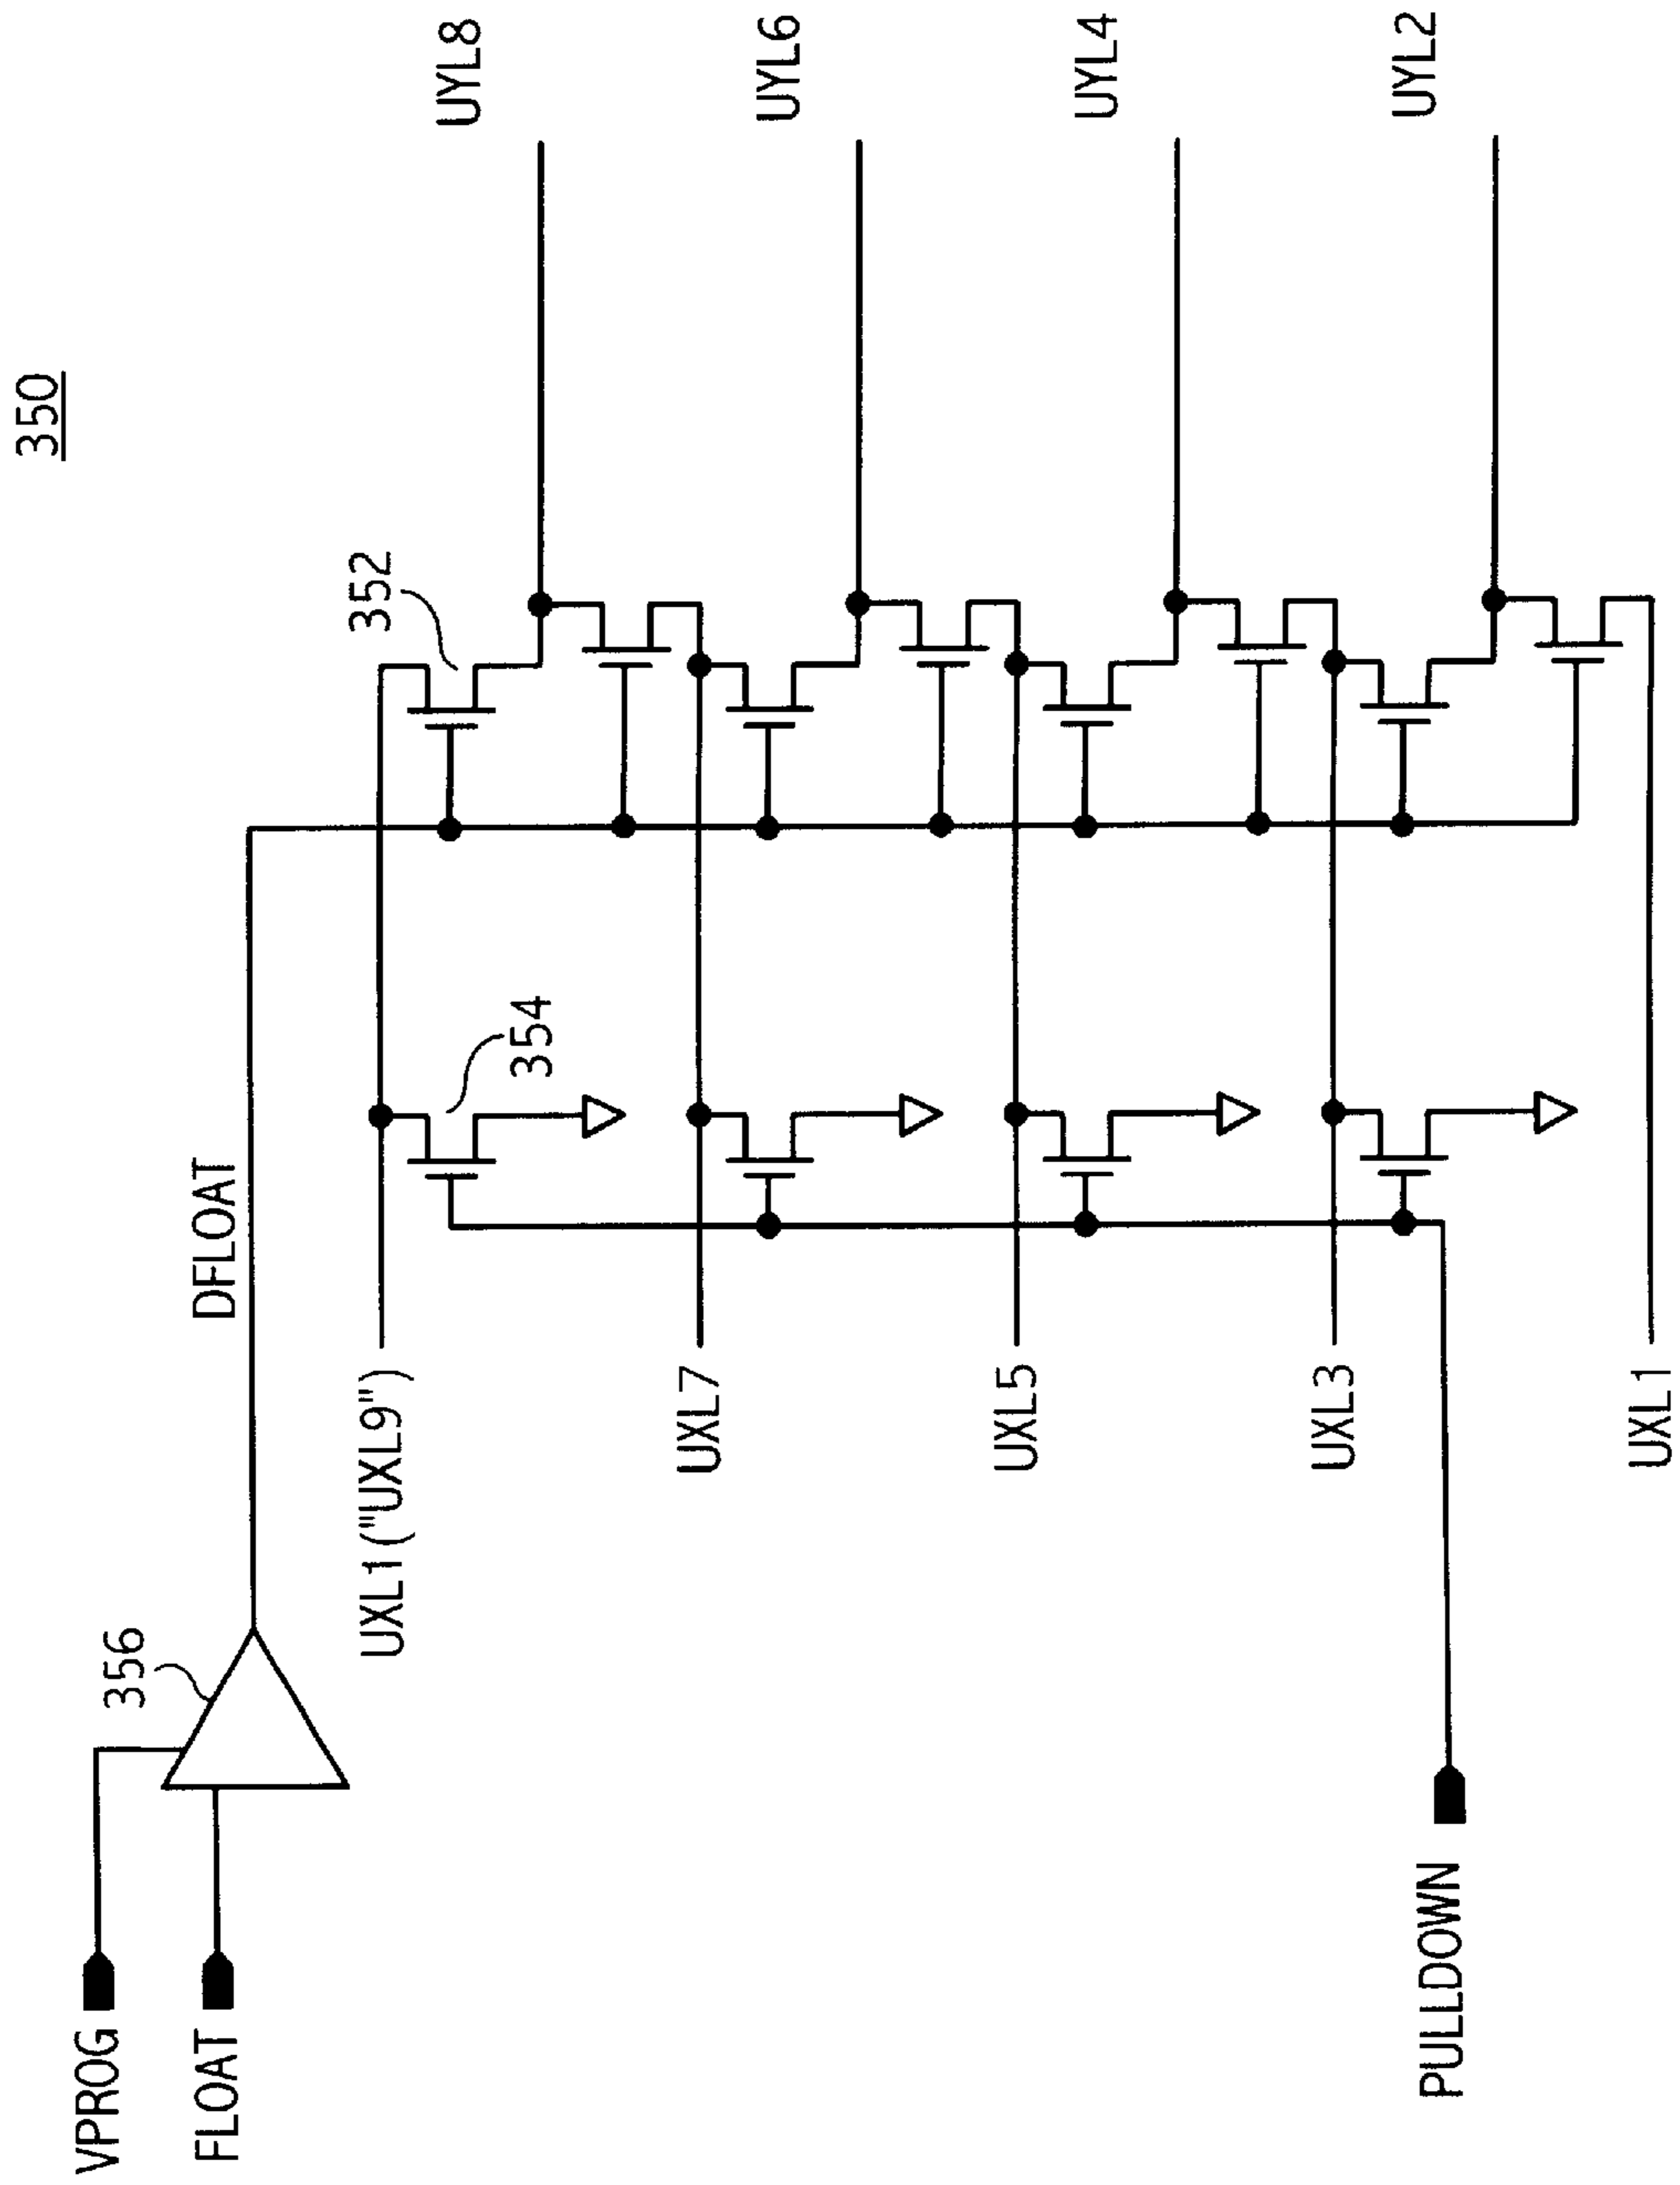 350
UYL8
UYL6
UYL4
UYL2
352
354
DFLOAT
356
UXL1("UXL9")
UXL7
UXL5
UXL3
UXL1
VPROG
FLOAT
PULLDOWN